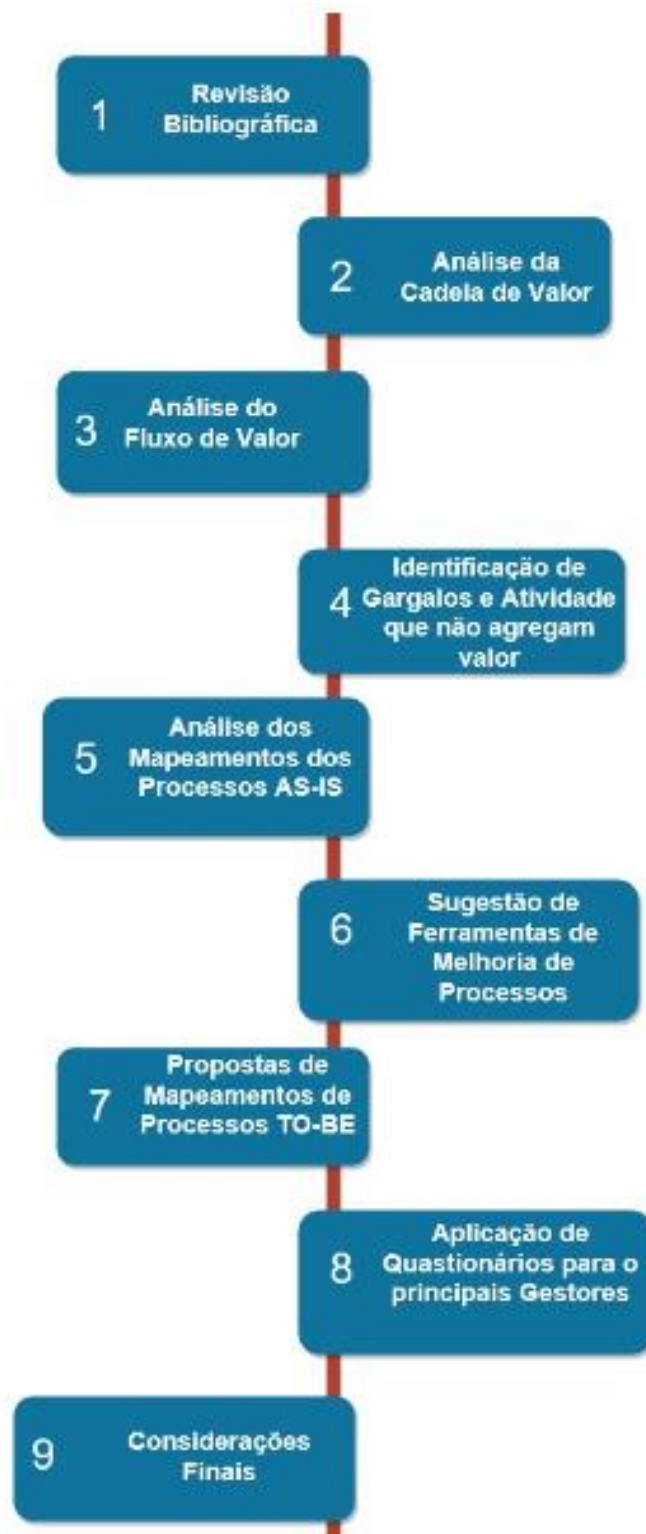 1
Revisão
Bibliográfica
2
Análise da
Cadeia de Valor
3
Análise do
Fluxo de Valor
4
Identificação de
Gargalos e Atividade
que não agregam
valor
5
Análise dos
Mapeamentos dos
Processos AS-IS
6
Sugestão de
Ferramentas de
Melhoria de
Processos
7
Propostas de
Mapeamentos de
Processos TO-BE
8
Aplicação de
Quastionários para o
principais Gestores
9
Considerações
Finais